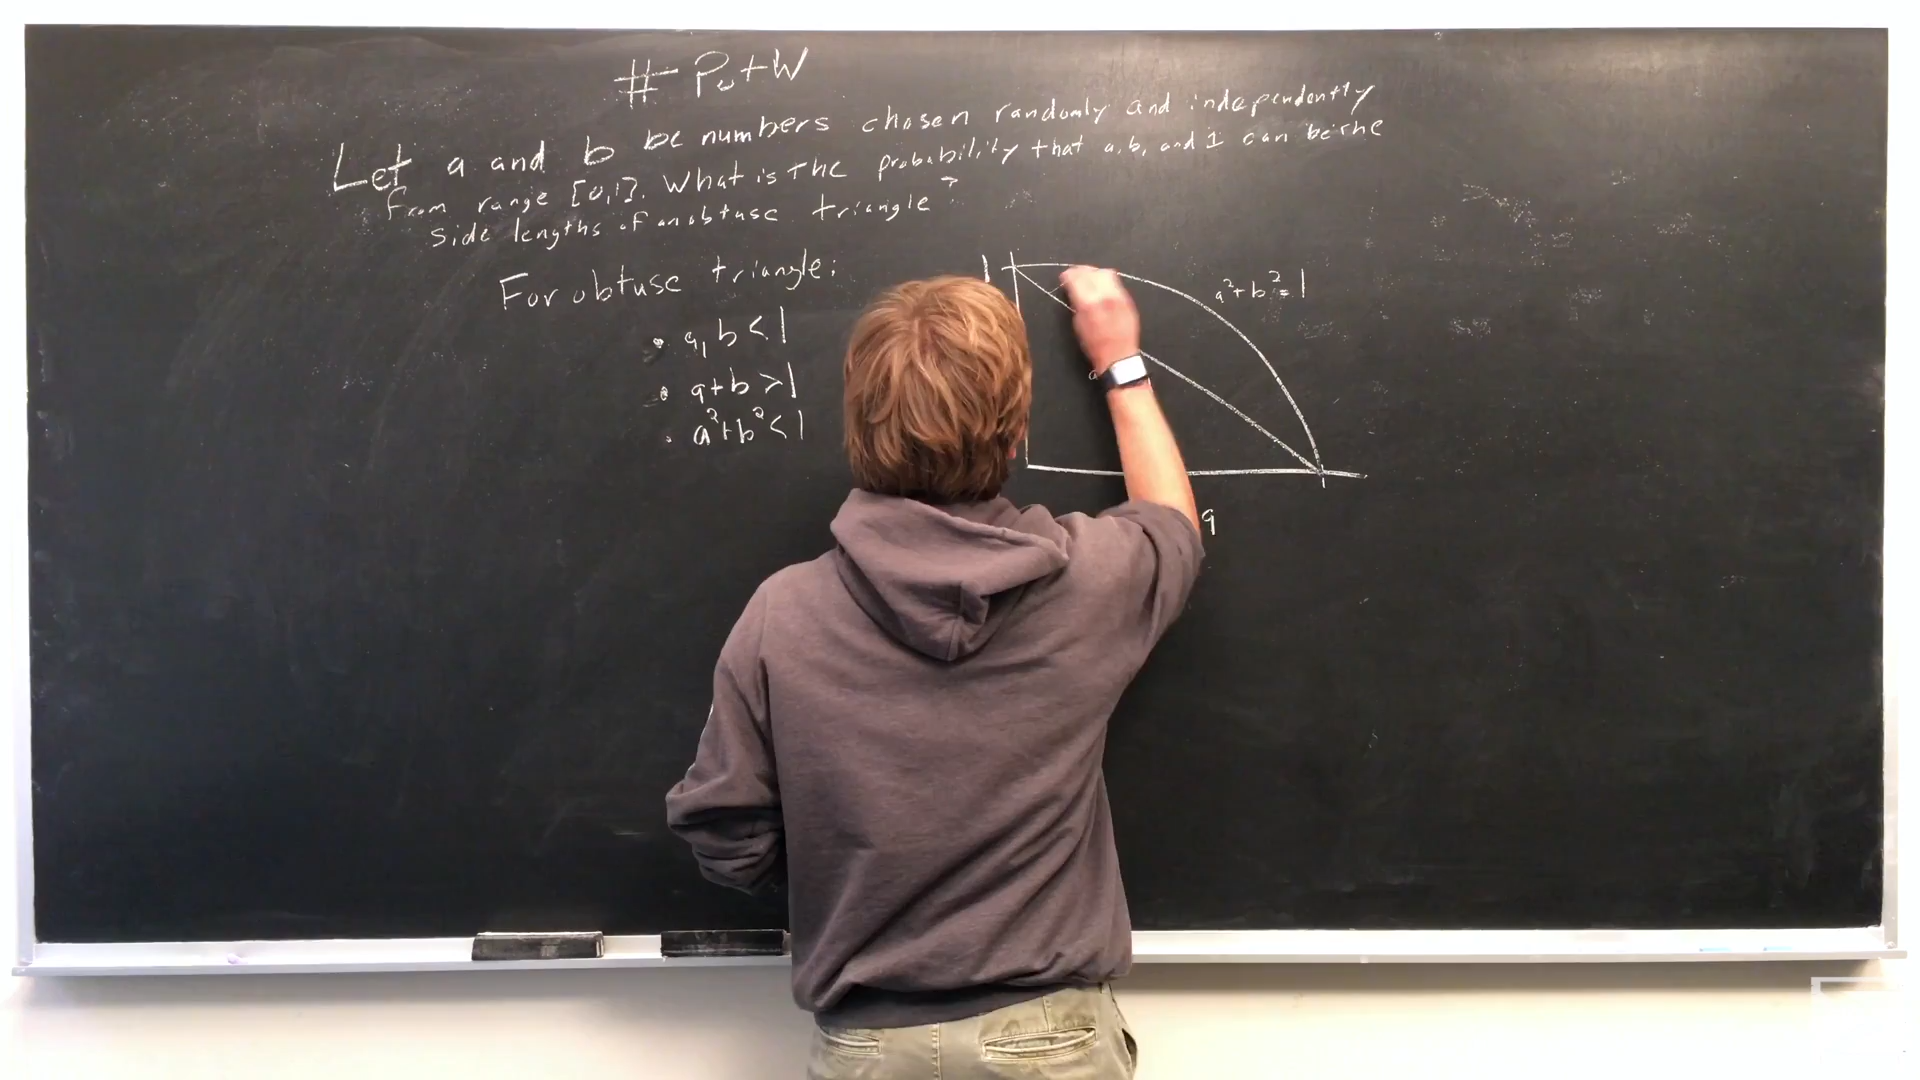 # PotW
Let a and b be numbers chosen randomly and independently
from range [0,1]. What is the probability that a, b, and 1 can be the
side lengths of an obtuse triangle?
For obtuse triangle:
• a, b < 1
• a+b > 1
• a²+b² < 1
1
a²+b²=1
a
a